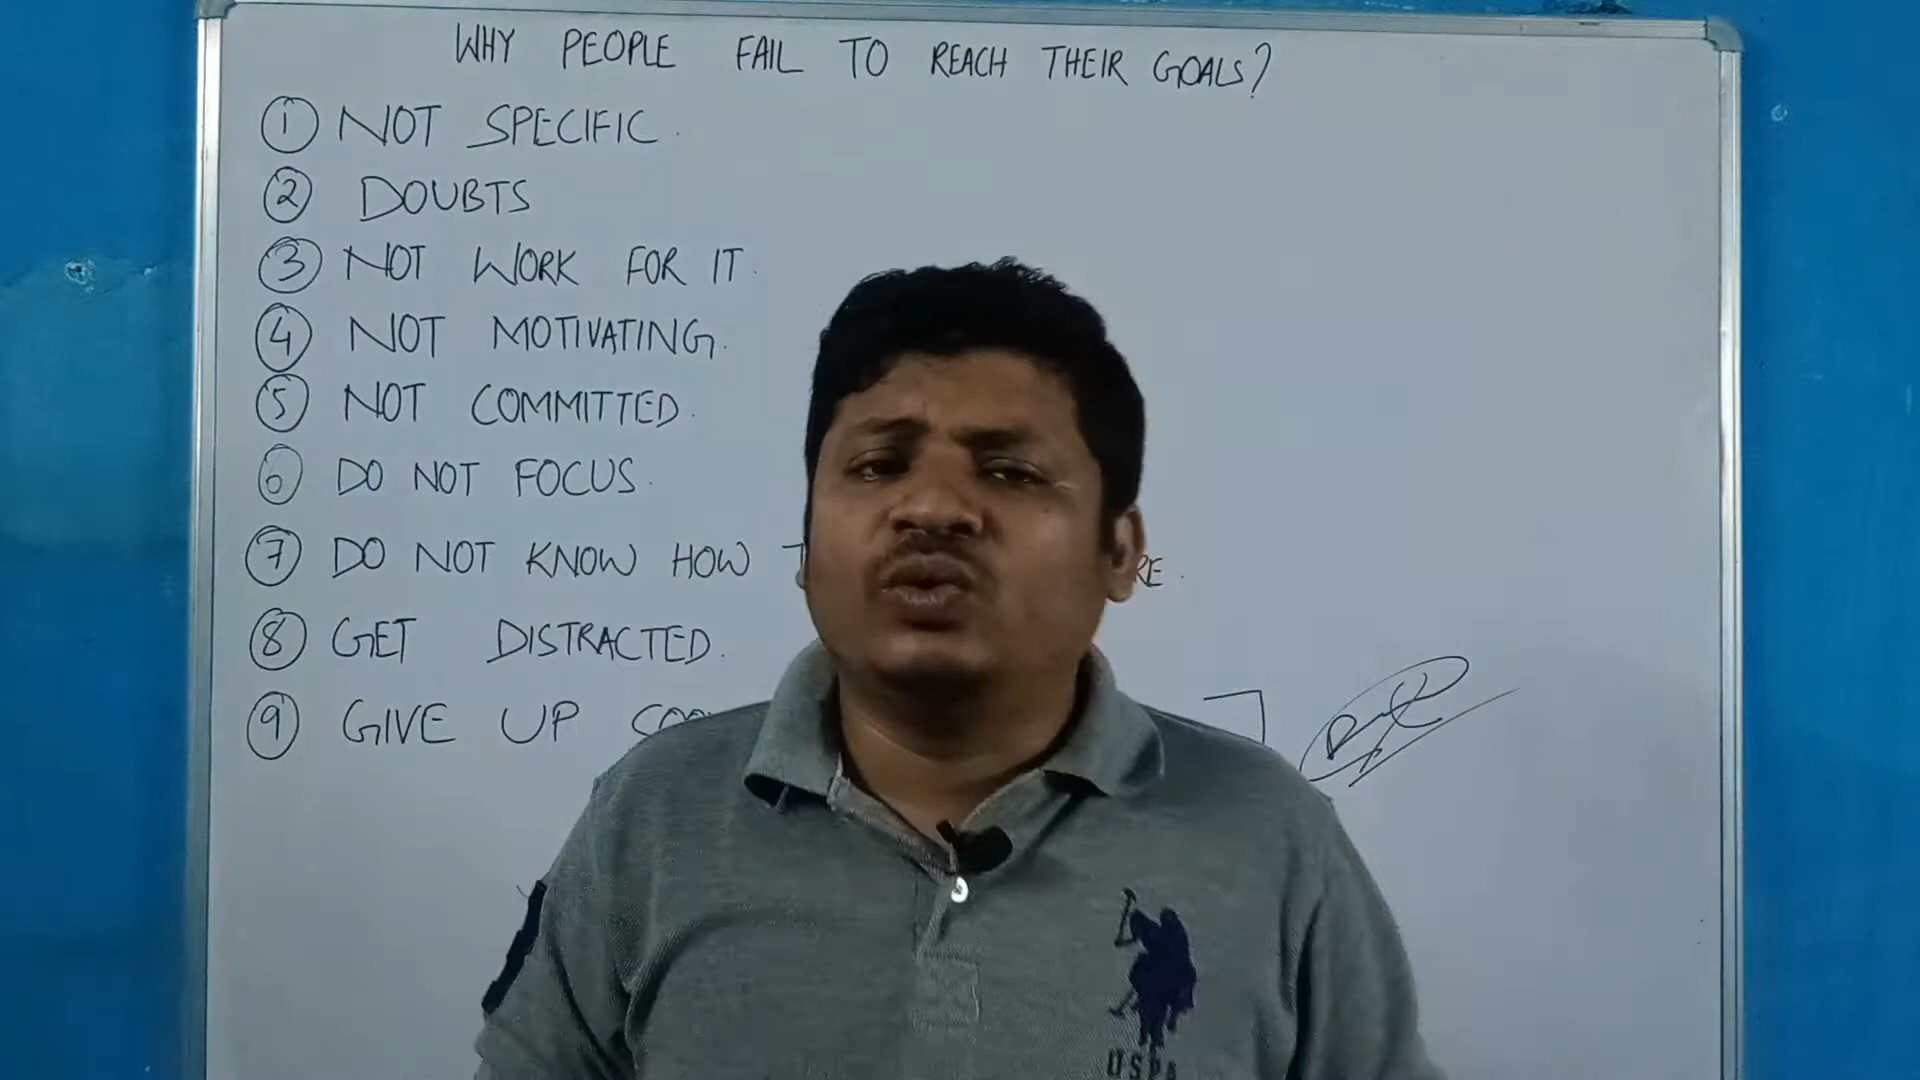 WHY PEOPLE FAIL TO REACH THEIR GOALS?
1 NOT SPECIFIC.
2 DOUBTS
3 NOT WORK FOR IT.
4 NOT MOTIVATING.
5 NOT COMMITTED.
6 DO NOT FOCUS.
7 DO NOT KNOW HOW
8 GET DISTRACTED.
9 GIVE UP
USPA